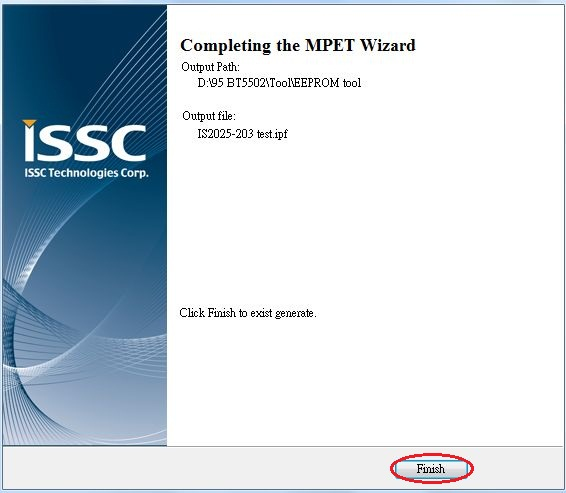 Completing the MPET Wizard
Output Path:
D:\95 BT5502\Tool\EEPROM tool
Output file:
IS2025-203 test.ipf
ISSC
ISSC Technologies Corp.
Click Finish to exist generate.
Finish